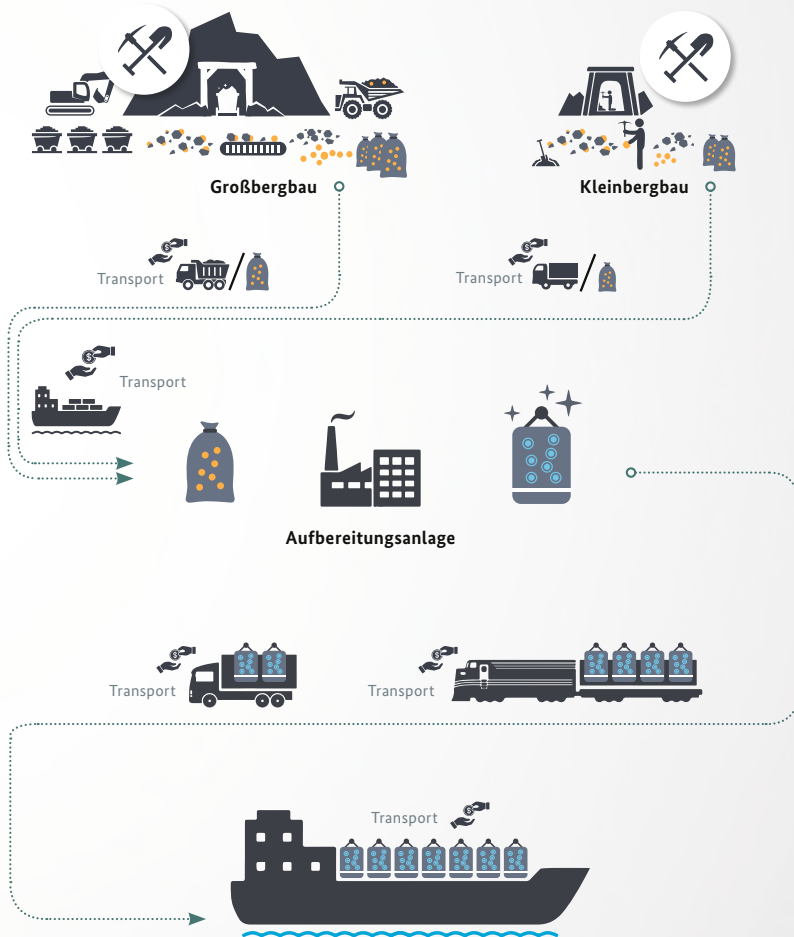 Großbergbau
Kleinbergbau
Transport
Transport
Transport
Aufbereitungsanlage
Transport
Transport
Transport